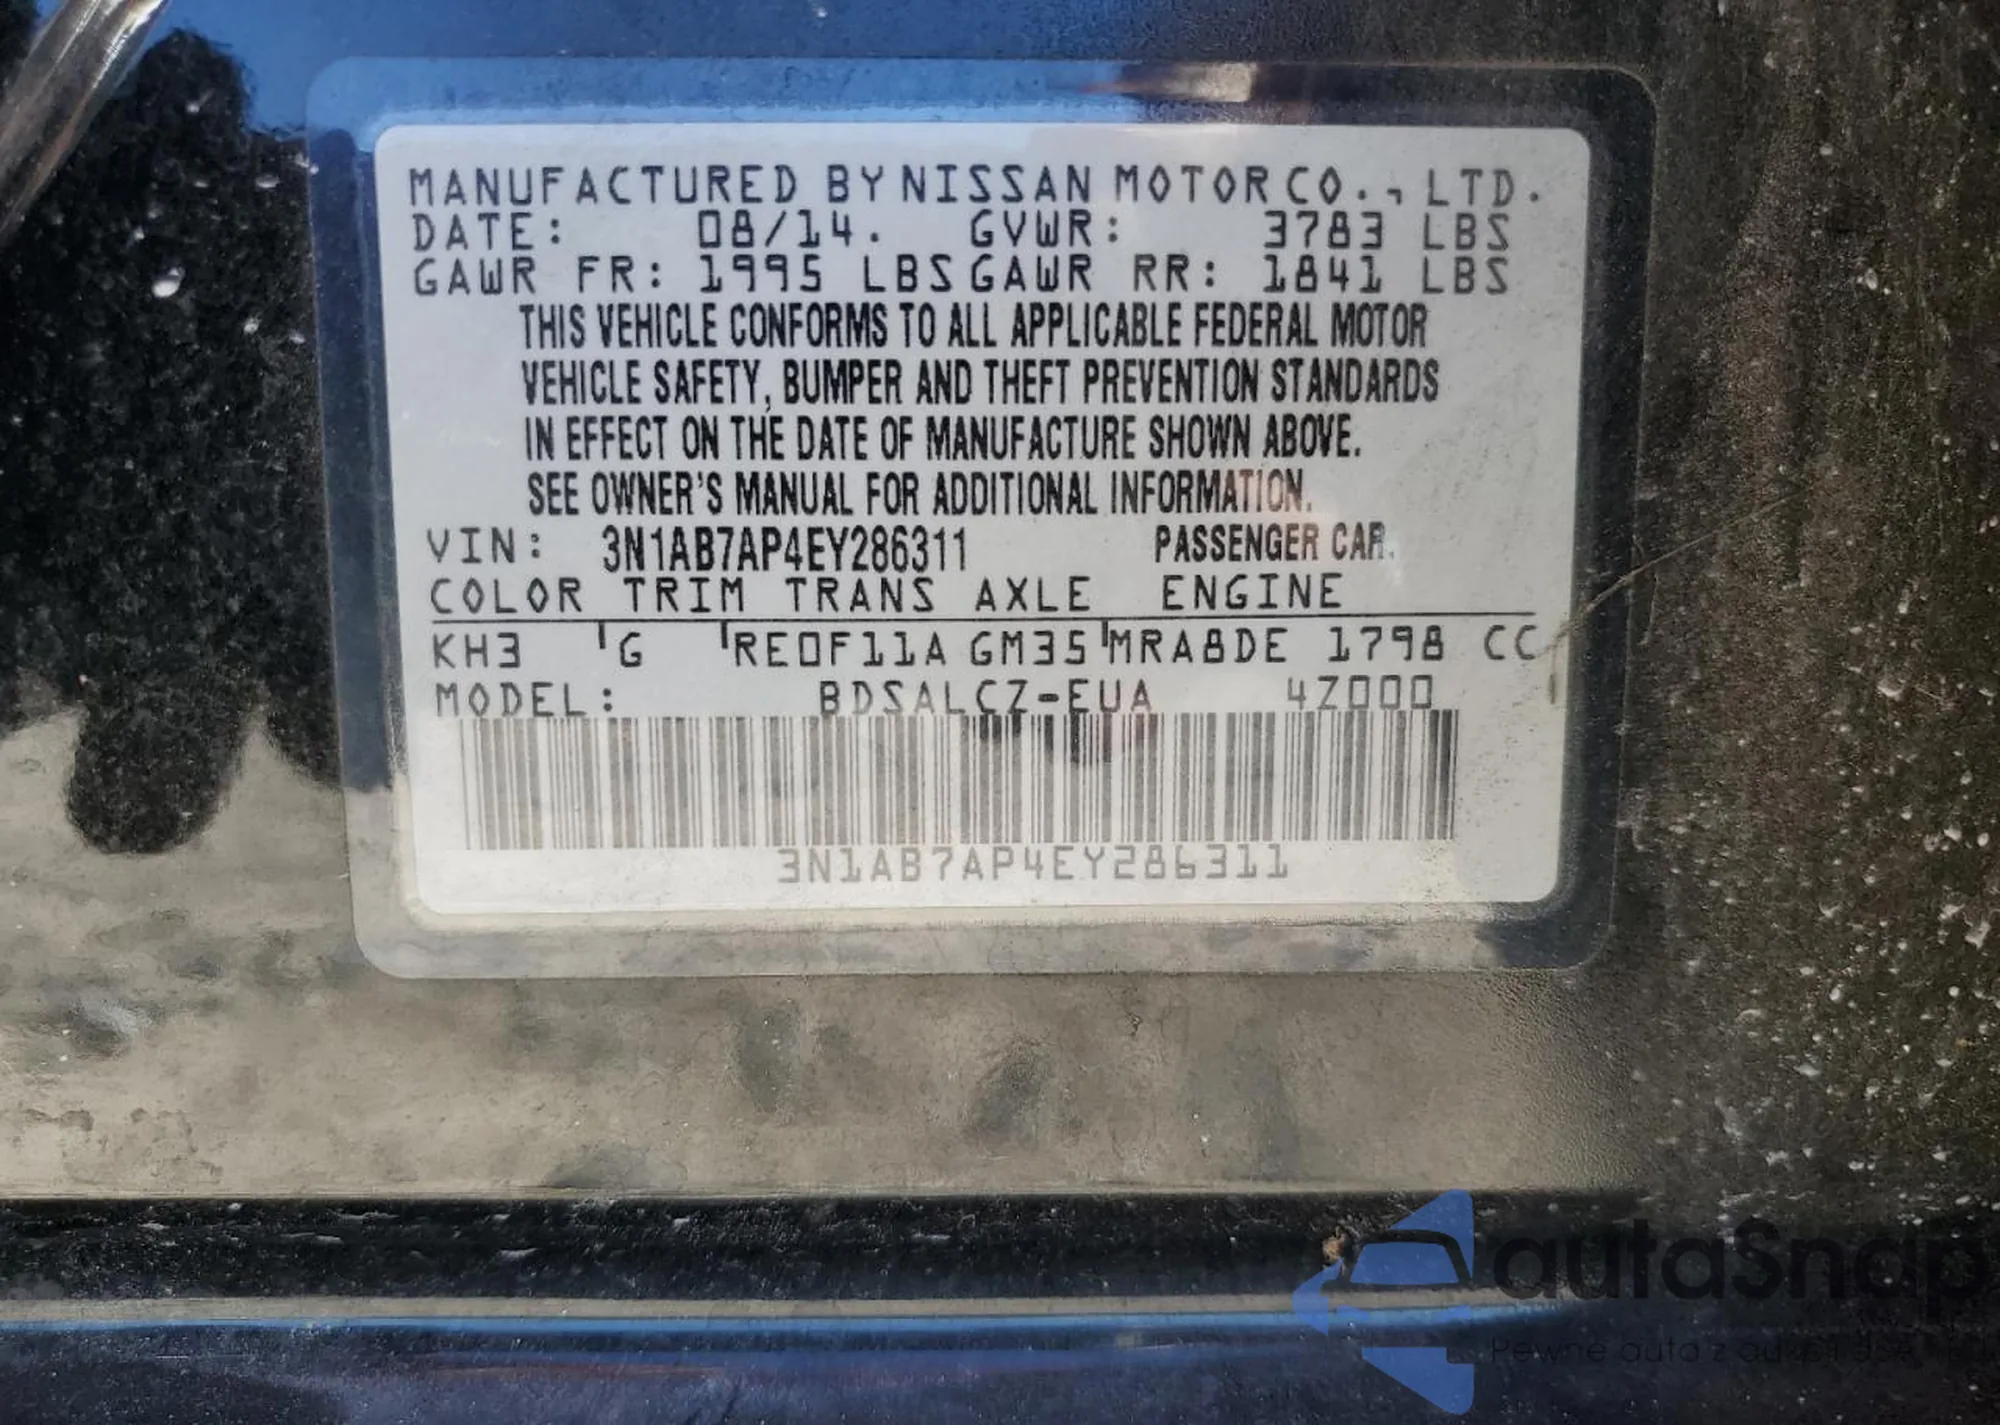 MANUFACTURED BY NISSAN MOTOR CO., LTD.
DATE: 08/14. GVWR: 3783 LBS
GAWR FR: 1995 LBS GAWR RR: 1841 LBS
THIS VEHICLE CONFORMS TO ALL APPLICABLE FEDERAL MOTOR
VEHICLE SAFETY, BUMPER AND THEFT PREVENTION STANDARDS
IN EFFECT ON THE DATE OF MANUFACTURE SHOWN ABOVE.
SEE OWNER'S MANUAL FOR ADDITIONAL INFORMATION.
VIN: 3N1AB7AP4EY286311 PASSENGER CAR.
COLOR TRIM TRANS AXLE ENGINE
KH3 G RE0F11A GM35 MRA8DE 1798 CC
MODEL: BDSALCZ-EUA 4Z000
3N1AB7AP4EY286311
autaSnap
Pewne auta z